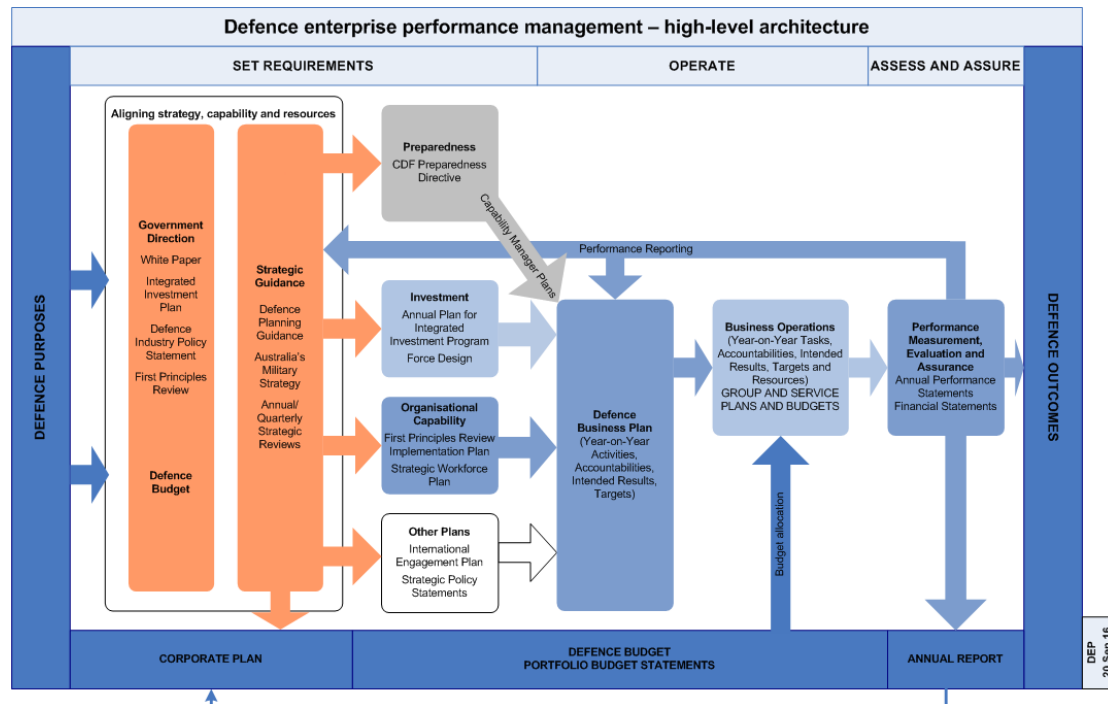 Defence enterprise performance management – high-level architecture
SET REQUIREMENTS
OPERATE
ASSESS AND ASSURE
DEFENCE PURPOSES
Aligning strategy, capability and resources
Government
Direction
White Paper
Integrated
Investment
Plan
Defence
Industry Policy
Statement
First Principles
Review
Defence
Budget
Strategic
Guidance
Defence
Planning
Guidance
Australia's
Military
Strategy
Annual/
Quarterly
Strategic
Reviews
Preparedness
CDF Preparedness
Directive
Capability Manager Plans
Performance Reporting
Investment
Annual Plan for
Integrated
Investment Program
Force Design
Organisational
Capability
First Principles Review
Implementation Plan
Strategic Workforce
Plan
Other Plans
International
Engagement Plan
Strategic Policy
Statements
Defence
Business Plan
(Year-on-Year
Activities,
Accountabilities,
Intended Results,
Targets)
Business Operations
(Year-on-Year Tasks,
Accountabilities, Intended
Results, Targets and
Resources)
GROUP AND SERVICE
PLANS AND BUDGETS
Budget allocation
Performance
Measurement,
Evaluation and
Assurance
Annual Performance
Statements
Financial Statements
DEFENCE OUTCOMES
CORPORATE PLAN
DEFENCE BUDGET
PORTFOLIO BUDGET STATEMENTS
ANNUAL REPORT
DEP
20 Sep 16